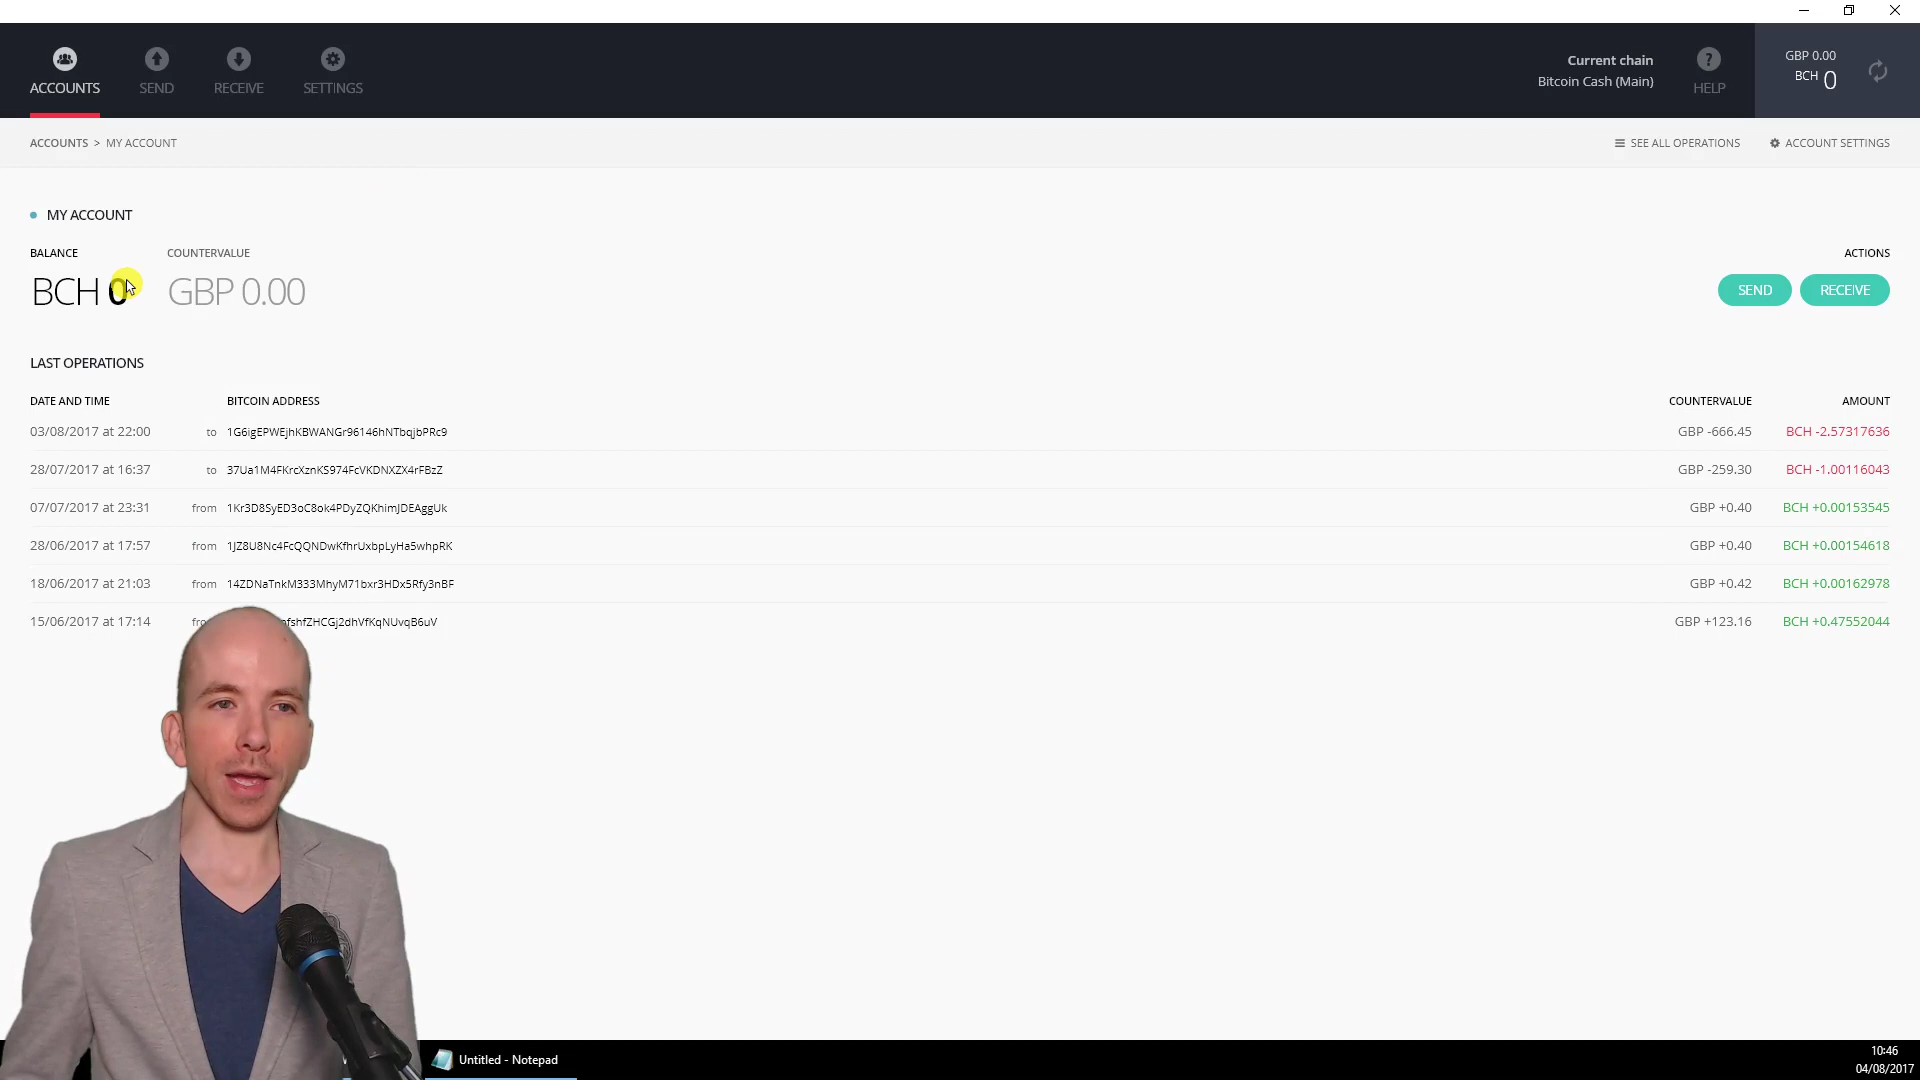 ACCOUNTS SEND RECEIVE SETTINGS
Current chain
Bitcoin Cash (Main)
? HELP
GBP 0.00
BCH 0
ACCOUNTS > MY ACCOUNT
SEE ALL OPERATIONS ACCOUNT SETTINGS
MY ACCOUNT
BALANCE COUNTERVALUE ACTIONS
BCH 0 GBP 0.00 SEND RECEIVE
LAST OPERATIONS
DATE AND TIME BITCOIN ADDRESS COUNTERVALUE AMOUNT
03/08/2017 at 22:00 to 1G6igEPWEjhKBWANGr96146hNTbqjbPRc9 GBP -666.45 BCH -2.57317636
28/07/2017 at 16:37 to 37Ua1M4FKrcXznKS974FcVKDNXZX4rFBzZ GBP -259.30 BCH -1.00116043
07/07/2017 at 23:31 from 1Kr3D8SyED3oC8ok4PDyZQKhimJDEAggUk GBP +0.40 BCH +0.00153545
28/06/2017 at 17:57 from 1JZ8U8Nc4FcQQNDwKfhrUxbpLyHa5whpRK GBP +0.40 BCH +0.00154618
18/06/2017 at 21:03 from 14ZDNaTnkM333MhyM71bxr3HDx5Rfy3nBF GBP +0.42 BCH +0.00162978
15/06/2017 at 17:14 GBP +123.16 BCH +0.47552044
Untitled - Notepad
10:46
04/08/2017